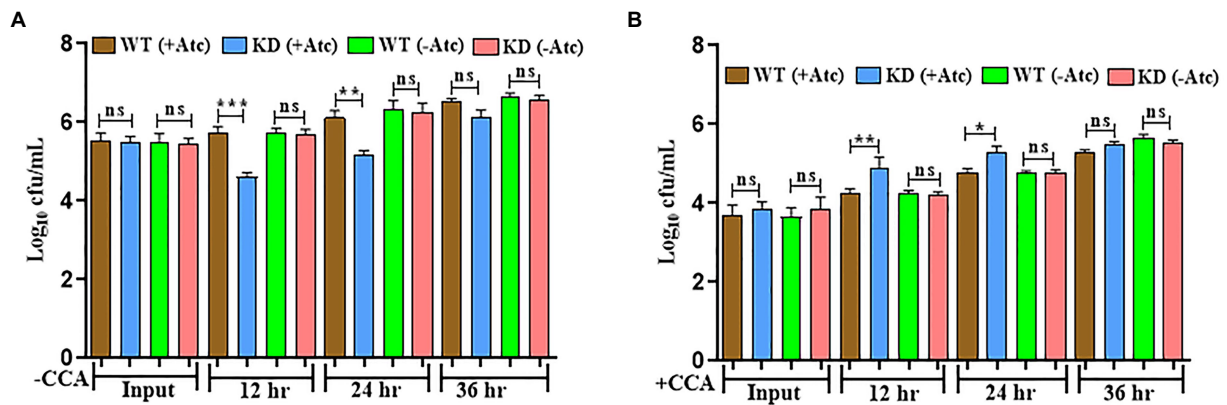 A
B
WT (+Atc) KD (+Atc) WT (-Atc) KD (-Atc)
Log10 cfu/mL
8
6
4
2
0
ns ns *** ns ** ns ns ns
-CCA Input 12 hr 24 hr 36 hr
WT (+Atc) KD (+Atc) WT (-Atc) KD (-Atc)
Log10 cfu/mL
8
6
4
2
0
ns ns ** ns * ns ns ns
+CCA Input 12 hr 24 hr 36 hr